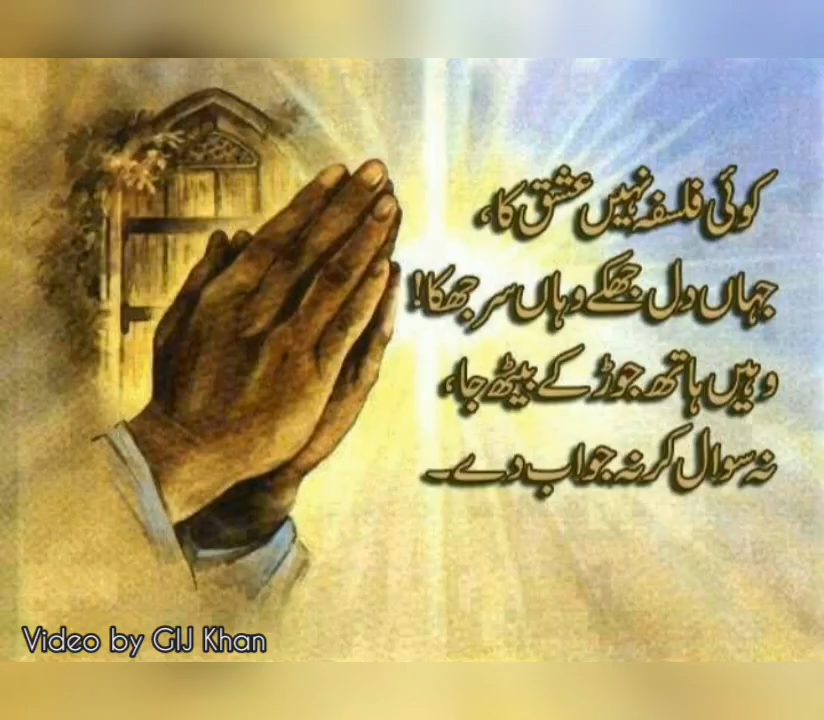 کوئی فلسفہ نہیں عشق کا،
جہاں دل جھکے وہاں سر جھکا!
وہیں ہاتھ جوڑ کے بیٹھ جا،
نہ سوال کر نہ جواب دے۔
Video by GIJ Khan